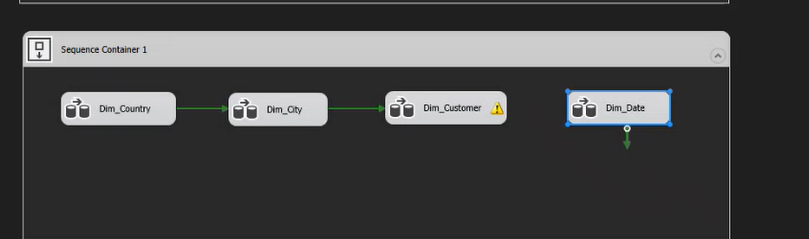 Sequence Container 1
Dim_Country
Dim_City
Dim_Customer
Dim_Date